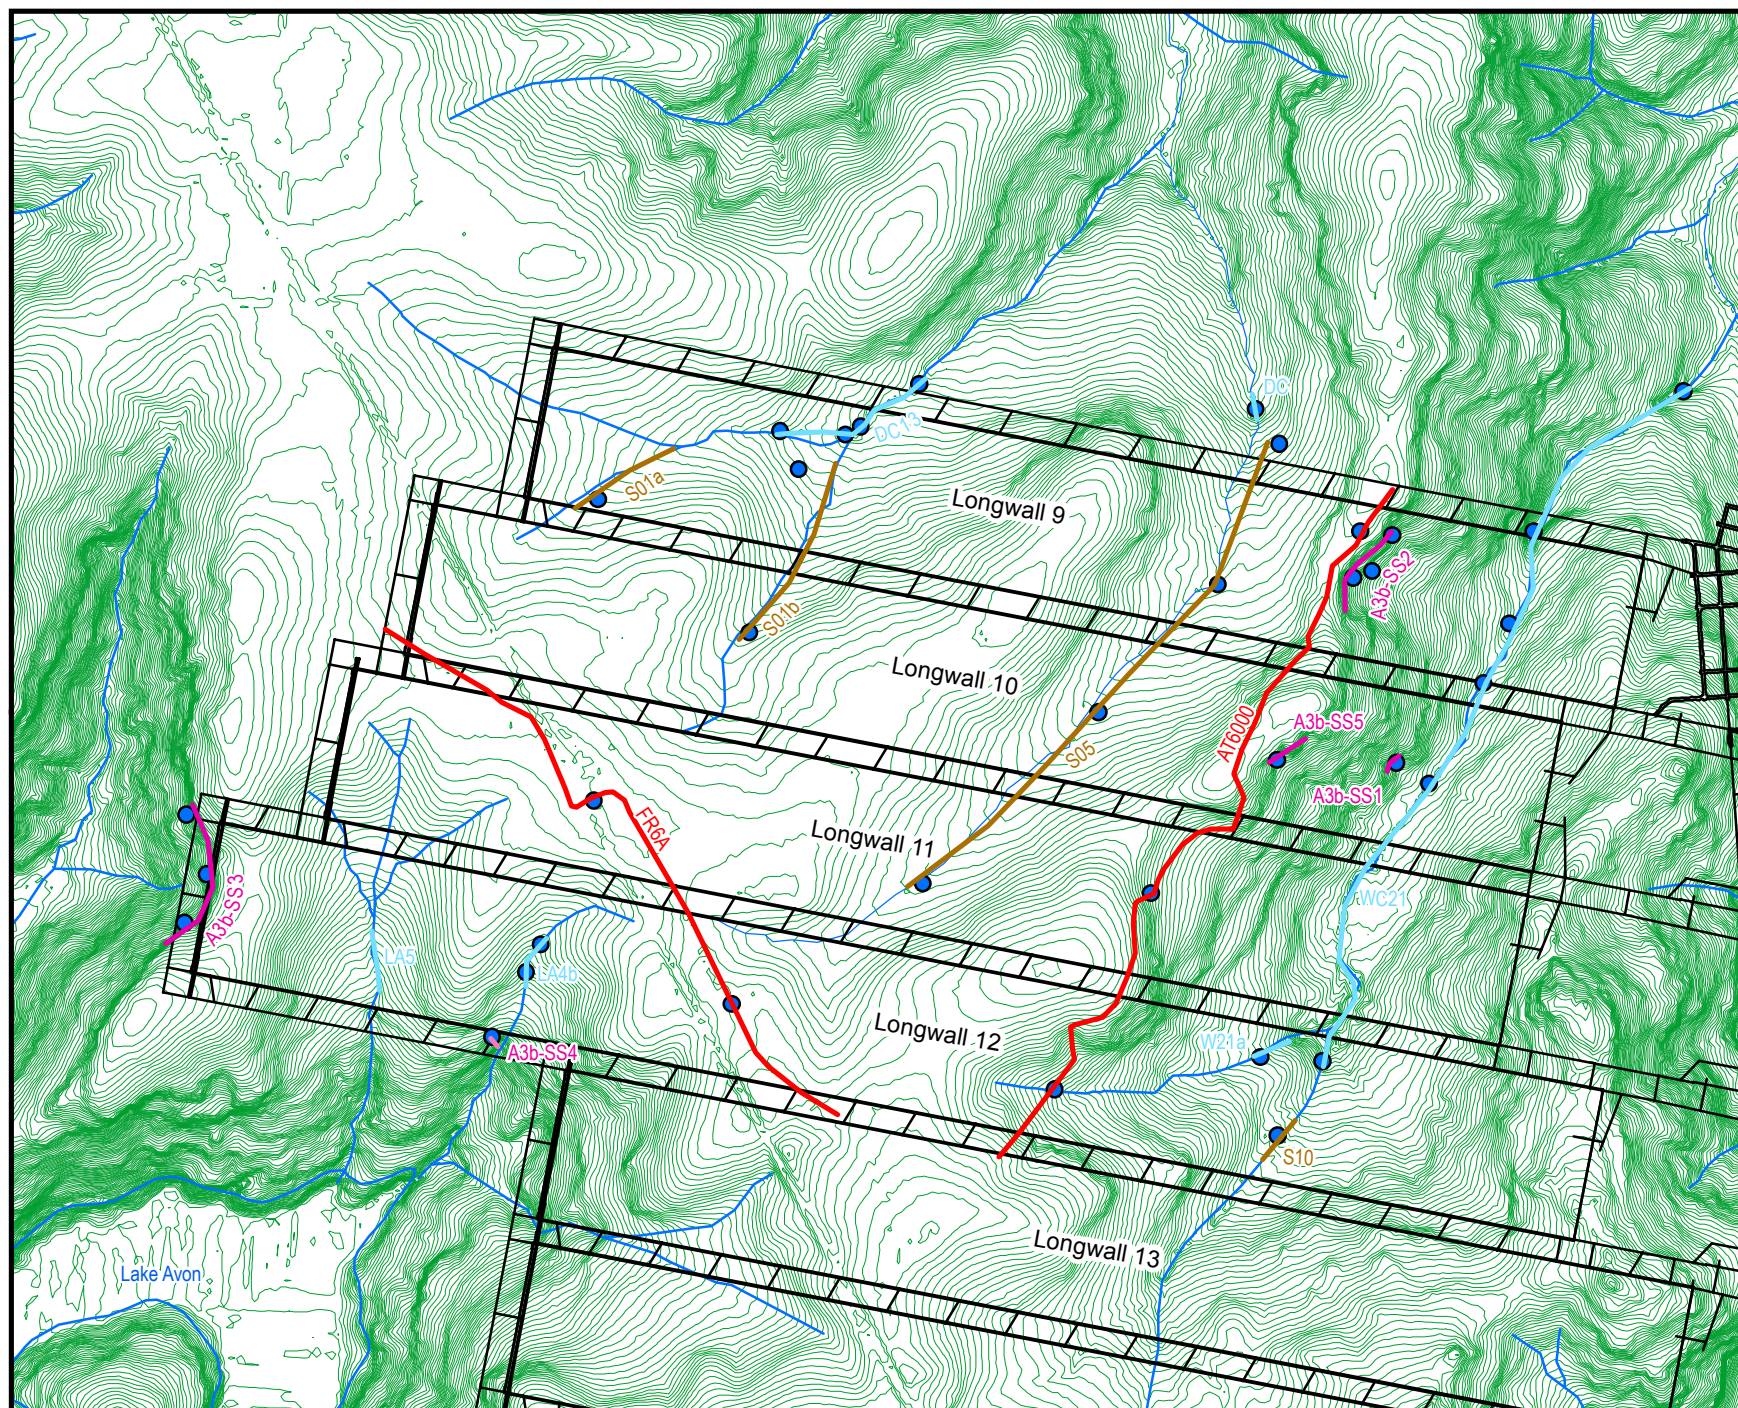 DC
DC13
S01a
Longwall 9
A3b-SS2
S01b
Longwall 10
A3b-SS5
AT6000
S05
A3b-SS1
FR6A
Longwall 11
WC21
A3b-SS3
LA5
LA4b
Longwall 12
W21a
A3b-SS4
S10
Longwall 13
Lake Avon